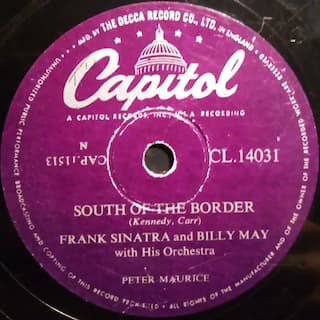 MFD. BY THE DECCA RECORD CO., LTD. IN ENGLAND
Capitol
A CAPITOL RECORDS, INC., U.S.A. RECORDING
N
CAP.11513
CL.14031
SOUTH OF THE BORDER
(Kennedy, Carr)
FRANK SINATRA and BILLY MAY
with His Orchestra
PETER MAURICE
ALL RIGHTS OF THE MANUFACTURER AND OF THE OWNER OF THE RECORDED WORK ARE RESERVED
UNAUTHORISED PUBLIC PERFORMANCE BROADCASTING AND COPYING OF THIS RECORD PROHIBITED